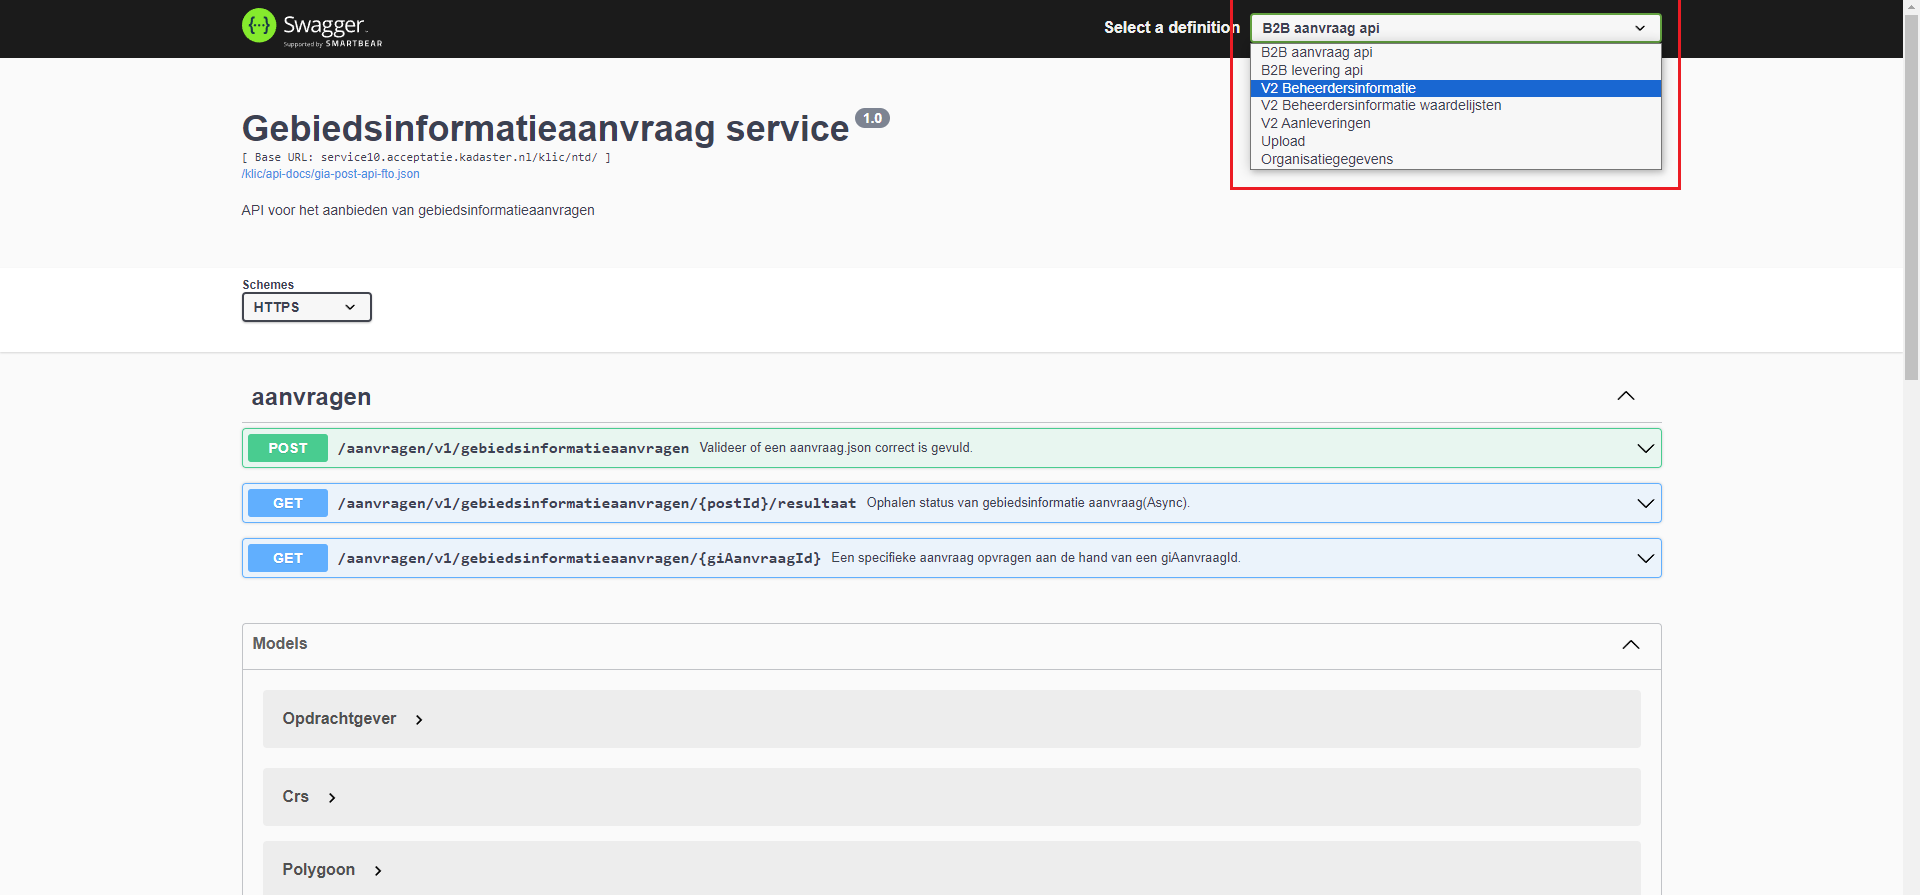 Swagger
Supported by SMARTBEAR
Select a definition
B2B aanvraag api
B2B aanvraag api
B2B levering api
V2 Beheerdersinformatie
V2 Beheerdersinformatie waardelijsten
V2 Aanleveringen
Upload
Organisatiegegevens
Gebiedsinformatieaanvraag service 1.0
[ Base URL: service10.acceptatie.kadaster.nl/klic/ntd/ ]
/klic/api-docs/gia-post-api-fto.json
API voor het aanbieden van gebiedsinformatieaanvragen
Schemes
HTTPS
aanvragen
POST /aanvragen/v1/gebiedsinformatieaanvragen Valideer of een aanvraag.json correct is gevuld.
GET /aanvragen/v1/gebiedsinformatieaanvragen/{postId}/resultaat Ophalen status van gebiedsinformatie aanvraag(Async).
GET /aanvragen/v1/gebiedsinformatieaanvragen/{giAanvraagId} Een specifieke aanvraag opvragen aan de hand van een giAanvraagId.
Models
Opdrachtgever
Crs
Polygoon